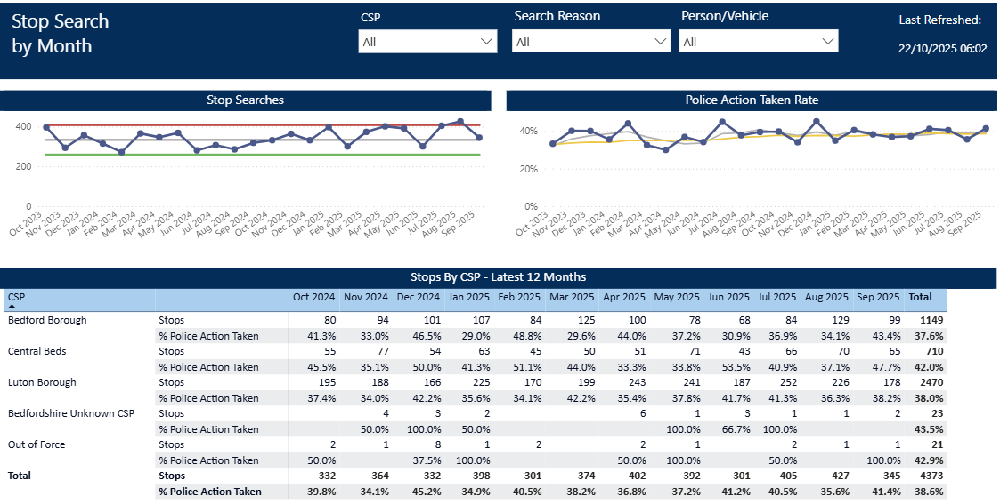 Stop Search
by Month
CSP
All
Search Reason
All
Person/Vehicle
All
Last Refreshed:
22/10/2025 06:02
Stop Searches
400
200
0
Oct 2023 Nov 2023 Dec 2023 Jan 2024 Feb 2024 Mar 2024 Apr 2024 May 2024 Jun 2024 Jul 2024 Aug 2024 Sep 2024 Oct 2024 Nov 2024 Dec 2024 Jan 2025 Feb 2025 Mar 2025 Apr 2025 May 2025 Jun 2025 Jul 2025 Aug 2025 Sep 2025
Police Action Taken Rate
40%
20%
0%
Oct 2023 Nov 2023 Dec 2023 Jan 2024 Feb 2024 Mar 2024 Apr 2024 May 2024 Jun 2024 Jul 2024 Aug 2024 Sep 2024 Oct 2024 Nov 2024 Dec 2024 Jan 2025 Feb 2025 Mar 2025 Apr 2025 May 2025 Jun 2025 Jul 2025 Aug 2025 Sep 2025
Stops By CSP - Latest 12 Months
CSP Oct 2024 Nov 2024 Dec 2024 Jan 2025 Feb 2025 Mar 2025 Apr 2025 May 2025 Jun 2025 Jul 2025 Aug 2025 Sep 2025 Total
Bedford Borough Stops 80 94 101 107 84 125 100 78 68 84 129 99 1149
% Police Action Taken 41.3% 33.0% 46.5% 29.0% 48.8% 29.6% 44.0% 37.2% 30.9% 36.9% 34.1% 43.4% 37.6%
Central Beds Stops 55 77 54 63 45 50 51 71 43 66 70 65 710
% Police Action Taken 45.5% 35.1% 50.0% 41.3% 51.1% 44.0% 33.3% 33.8% 53.5% 40.9% 37.1% 47.7% 42.0%
Luton Borough Stops 195 188 166 225 170 199 243 241 187 252 226 178 2470
% Police Action Taken 37.4% 34.0% 42.2% 35.6% 34.1% 42.2% 35.4% 37.8% 41.7% 41.3% 36.3% 38.2% 38.0%
Bedfordshire Unknown CSP Stops 4 3 2 6 1 3 1 1 2 23
% Police Action Taken 50.0% 100.0% 50.0% 100.0% 66.7% 100.0% 43.5%
Out of Force Stops 2 1 8 1 2 2 1 2 1 1 21
% Police Action Taken 50.0% 37.5% 100.0% 50.0% 100.0% 50.0% 100.0% 42.9%
Total Stops 332 364 332 398 301 374 402 392 301 405 427 345 4373
% Police Action Taken 39.8% 34.1% 45.2% 34.9% 40.5% 38.2% 36.8% 37.2% 41.2% 40.5% 35.6% 41.4% 38.6%